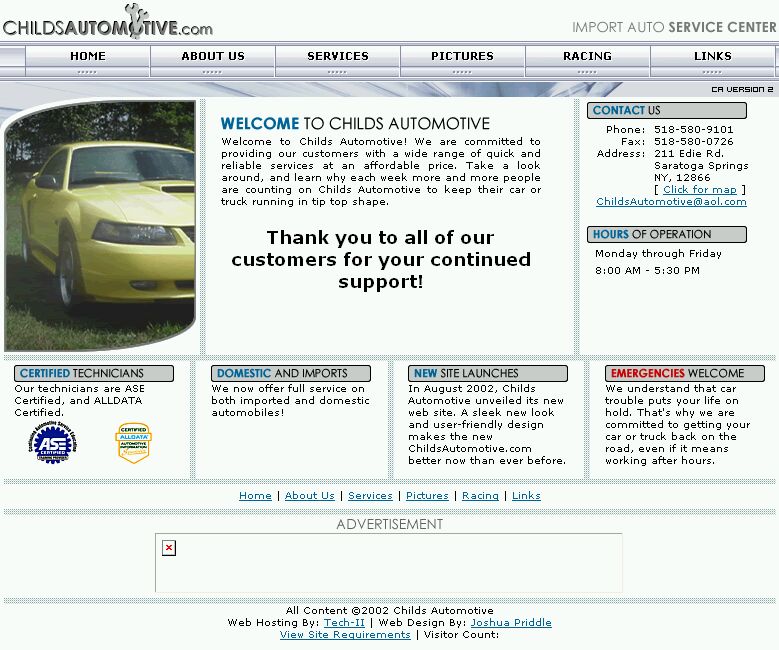 CHILDSAUTOMOTIVE.com
IMPORT AUTO SERVICE CENTER
HOME
ABOUT US
SERVICES
PICTURES
RACING
LINKS
CA VERSION 2
WELCOME TO CHILDS AUTOMOTIVE
Welcome to Childs Automotive! We are committed to
providing our customers with a wide range of quick and
reliable services at an affordable price. Take a look
around, and learn why each week more and more people
are counting on Childs Automotive to keep their car or
truck running in tip top shape.
Thank you to all of our
customers for your continued
support!
CONTACT US
Phone: 518-580-9101
Fax: 518-580-0726
Address: 211 Edie Rd.
Saratoga Springs
NY, 12866
[ Click for map ]
ChildsAutomotive@aol.com
HOURS OF OPERATION
Monday through Friday
8:00 AM - 5:30 PM
CERTIFIED TECHNICIANS
Our technicians are ASE
Certified, and ALLDATA
Certified.
ASE
CERTIFIED
CERTIFIED
ALLDATA
AUTOMOTIVE
INFORMATION
DOMESTIC AND IMPORTS
We now offer full service on
both imported and domestic
automobiles!
NEW SITE LAUNCHES
In August 2002, Childs
Automotive unveiled its new
web site. A sleek new look
and user-friendly design
makes the new
ChildsAutomotive.com
better now than ever before.
EMERGENCIES WELCOME
We understand that car
trouble puts your life on
hold. That's why we are
committed to getting your
car or truck back on the
road, even if it means
working after hours.
Home | About Us | Services | Pictures | Racing | Links
ADVERTISEMENT
All Content ©2002 Childs Automotive
Web Hosting By: Tech-II | Web Design By: Joshua Priddle
View Site Requirements | Visitor Count: